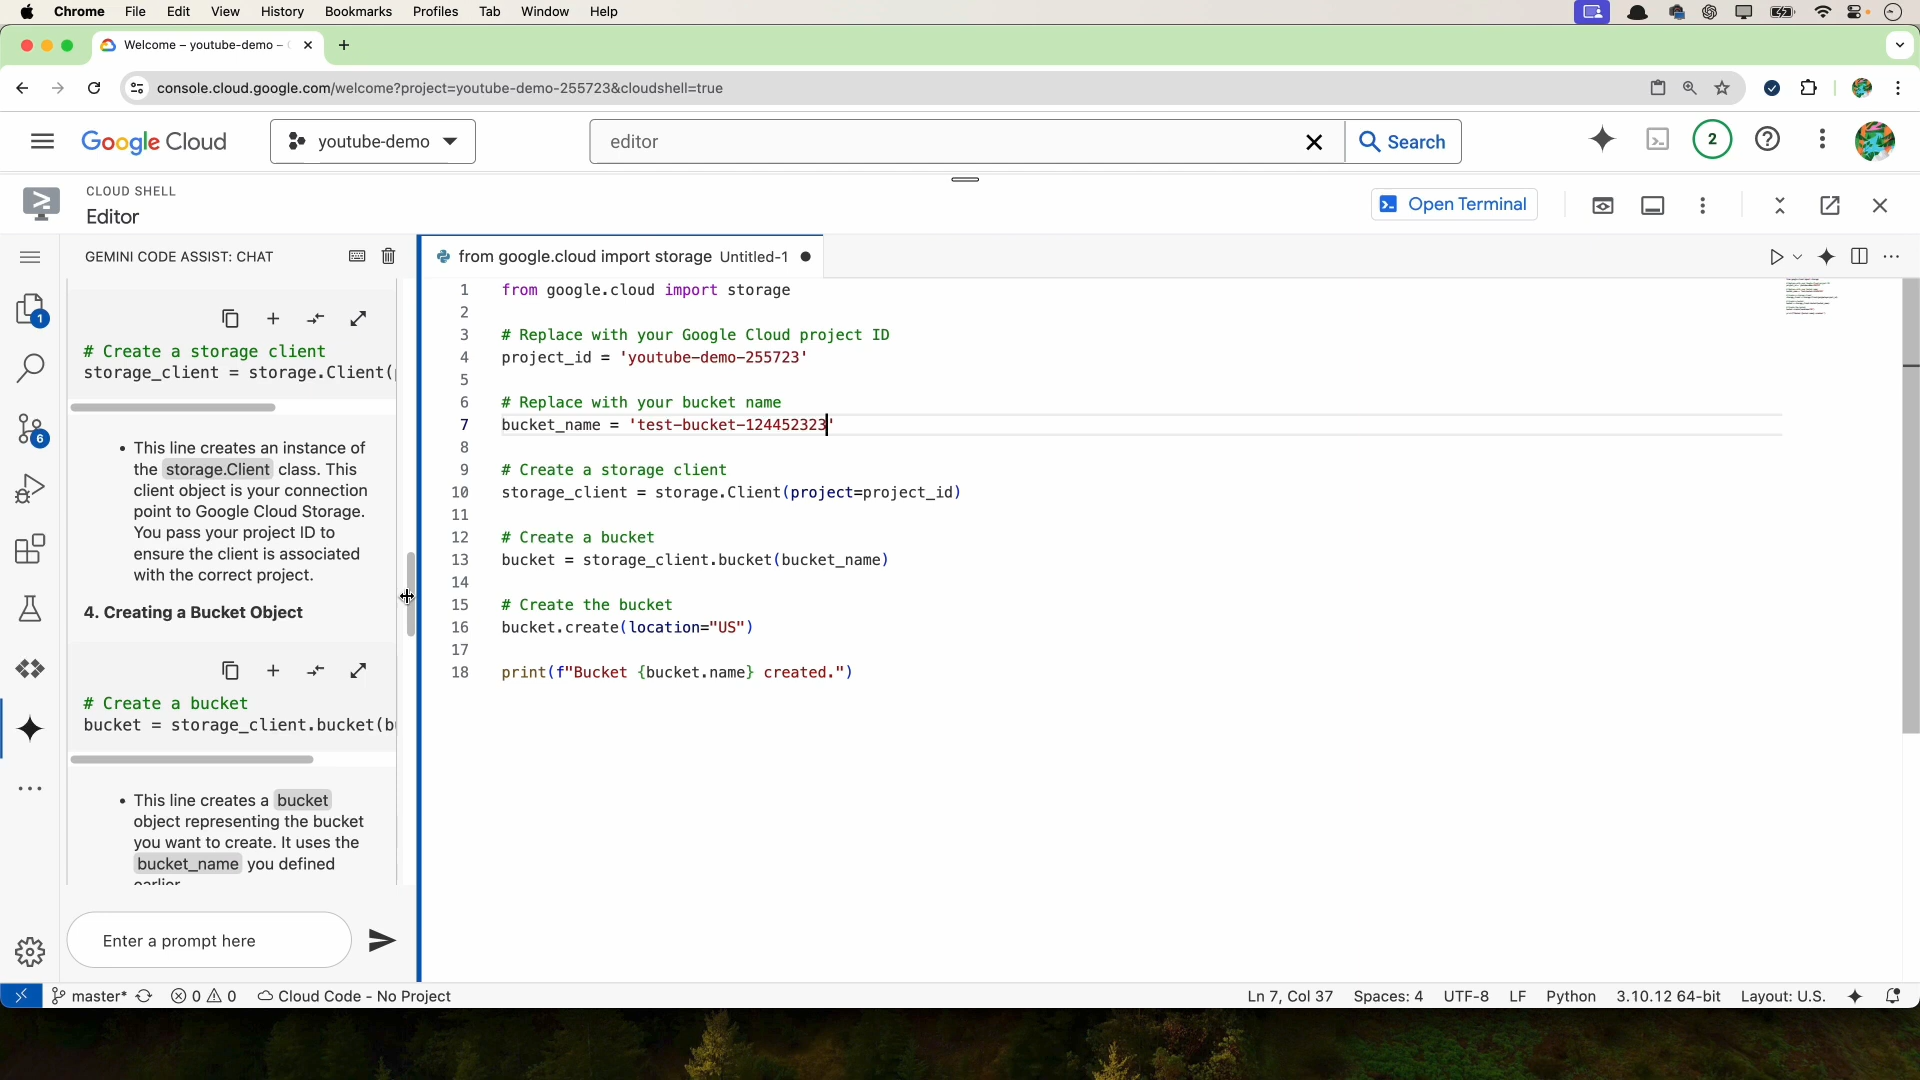 Chrome File Edit View History Bookmarks Profiles Tab Window Help
Welcome – youtube-demo –
console.cloud.google.com/welcome?project=youtube-demo-255723&cloudshell=true
Google Cloud youtube-demo editor Search 2
CLOUD SHELL
Editor
Open Terminal
GEMINI CODE ASSIST: CHAT
from google.cloud import storage Untitled-1
# Create a storage client
storage_client = storage.Client(
• This line creates an instance of
the storage.Client class. This
client object is your connection
point to Google Cloud Storage.
You pass your project ID to
ensure the client is associated
with the correct project.
4. Creating a Bucket Object
# Create a bucket
bucket = storage_client.bucket(
• This line creates a bucket
object representing the bucket
you want to create. It uses the
bucket_name you defined
earlier
Enter a prompt here
1
6
1 from google.cloud import storage
2
3 # Replace with your Google Cloud project ID
4 project_id = 'youtube-demo-255723'
5
6 # Replace with your bucket name
7 bucket_name = 'test-bucket-124452323'
8
9 # Create a storage client
10 storage_client = storage.Client(project=project_id)
11
12 # Create a bucket
13 bucket = storage_client.bucket(bucket_name)
14
15 # Create the bucket
16 bucket.create(location="US")
17
18 print(f"Bucket {bucket.name} created.")
master* 0 0 Cloud Code - No Project Ln 7, Col 37 Spaces: 4 UTF-8 LF Python 3.10.12 64-bit Layout: U.S.